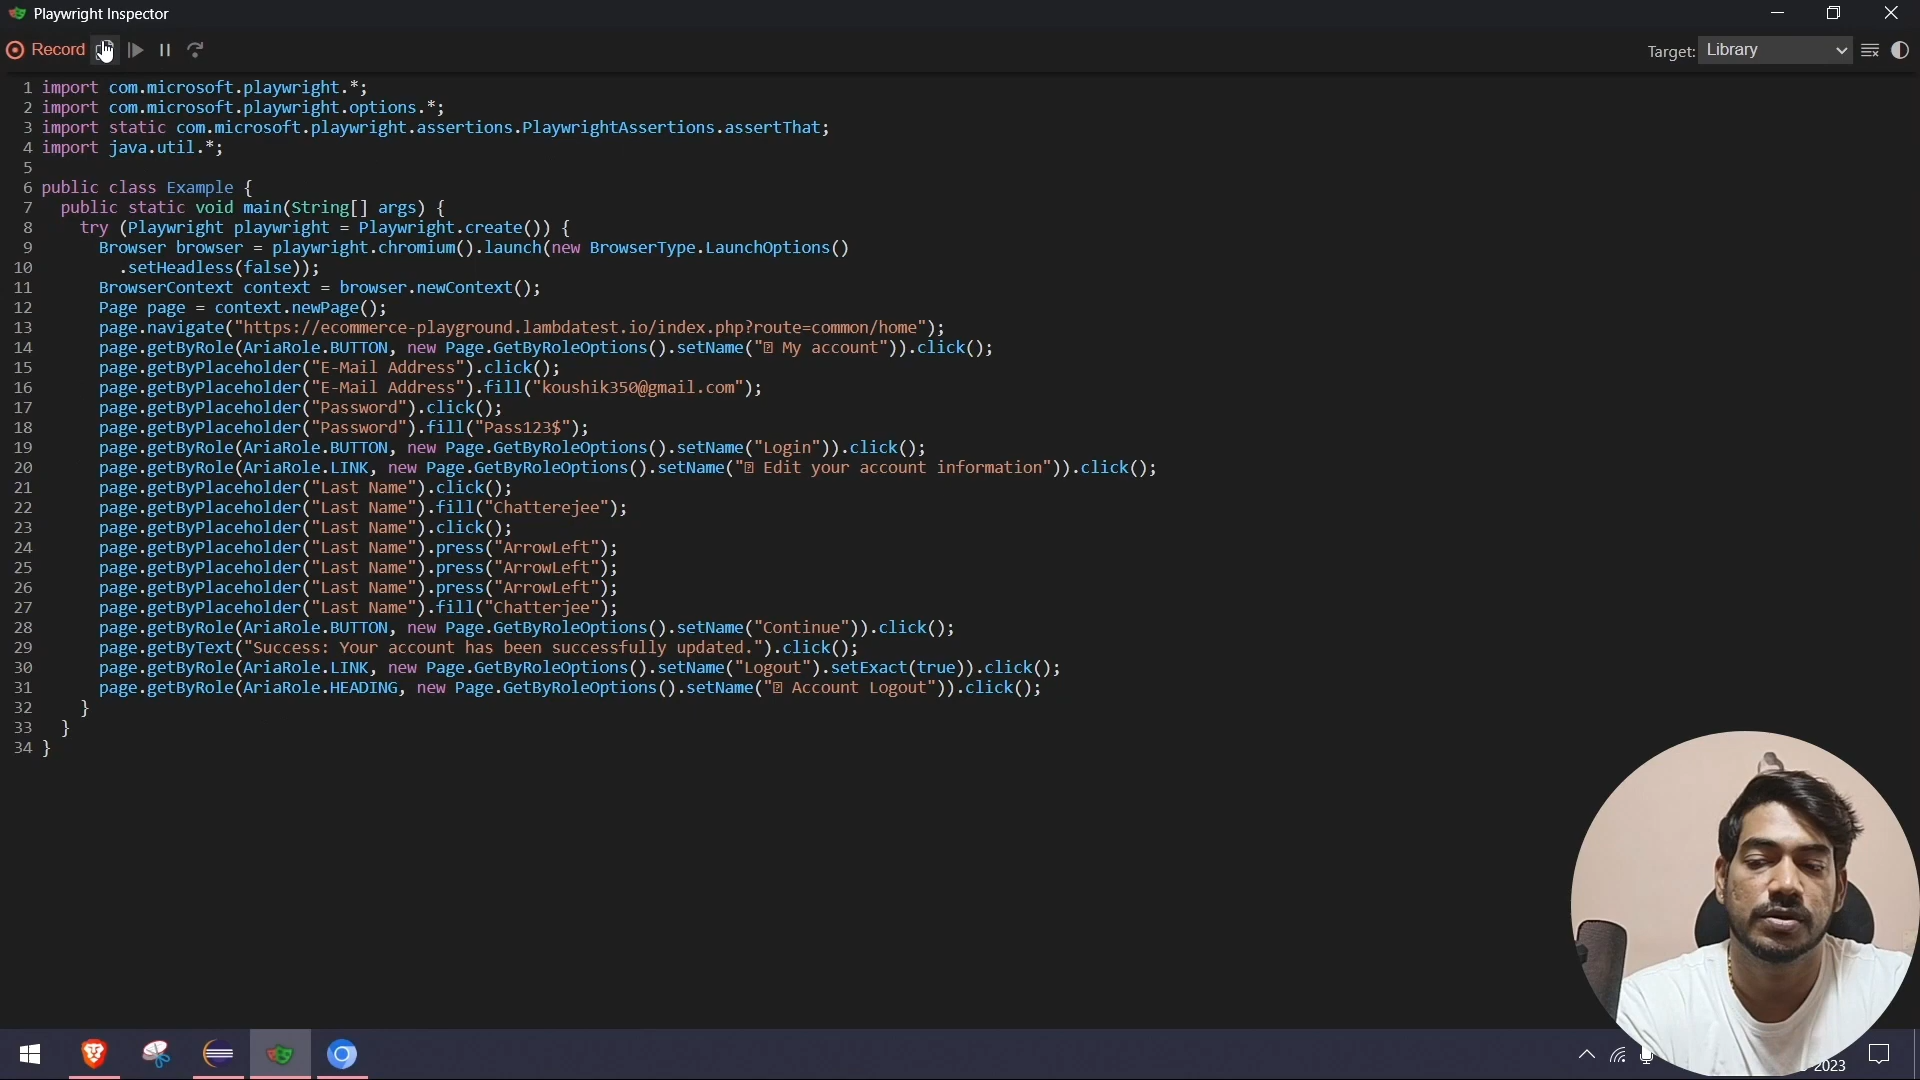 Playwright Inspector
Record
Target: Library
1 import com.microsoft.playwright.*;
2 import com.microsoft.playwright.options.*;
3 import static com.microsoft.playwright.assertions.PlaywrightAssertions.assertThat;
4 import java.util.*;
5
6 public class Example {
7 public static void main(String[] args) {
8 try (Playwright playwright = Playwright.create()) {
9 Browser browser = playwright.chromium().launch(new BrowserType.LaunchOptions()
10 .setHeadless(false));
11 BrowserContext context = browser.newContext();
12 Page page = context.newPage();
13 page.navigate("https://ecommerce-playground.lambdatest.io/index.php?route=common/home");
14 page.getByRole(AriaRole.BUTTON, new Page.GetByRoleOptions().setName(" My account")).click();
15 page.getByPlaceholder("E-Mail Address").click();
16 page.getByPlaceholder("E-Mail Address").fill("koushik350@gmail.com");
17 page.getByPlaceholder("Password").click();
18 page.getByPlaceholder("Password").fill("Pass123$");
19 page.getByRole(AriaRole.BUTTON, new Page.GetByRoleOptions().setName("Login")).click();
20 page.getByRole(AriaRole.LINK, new Page.GetByRoleOptions().setName(" Edit your account information")).click();
21 page.getByPlaceholder("Last Name").click();
22 page.getByPlaceholder("Last Name").fill("Chatterejee");
23 page.getByPlaceholder("Last Name").click();
24 page.getByPlaceholder("Last Name").press("ArrowLeft");
25 page.getByPlaceholder("Last Name").press("ArrowLeft");
26 page.getByPlaceholder("Last Name").press("ArrowLeft");
27 page.getByPlaceholder("Last Name").fill("Chatterjee");
28 page.getByRole(AriaRole.BUTTON, new Page.GetByRoleOptions().setName("Continue")).click();
29 page.getByText("Success: Your account has been successfully updated.").click();
30 page.getByRole(AriaRole.LINK, new Page.GetByRoleOptions().setName("Logout").setExact(true)).click();
31 page.getByRole(AriaRole.HEADING, new Page.GetByRoleOptions().setName(" Account Logout")).click();
32 }
33 }
34 }
2023